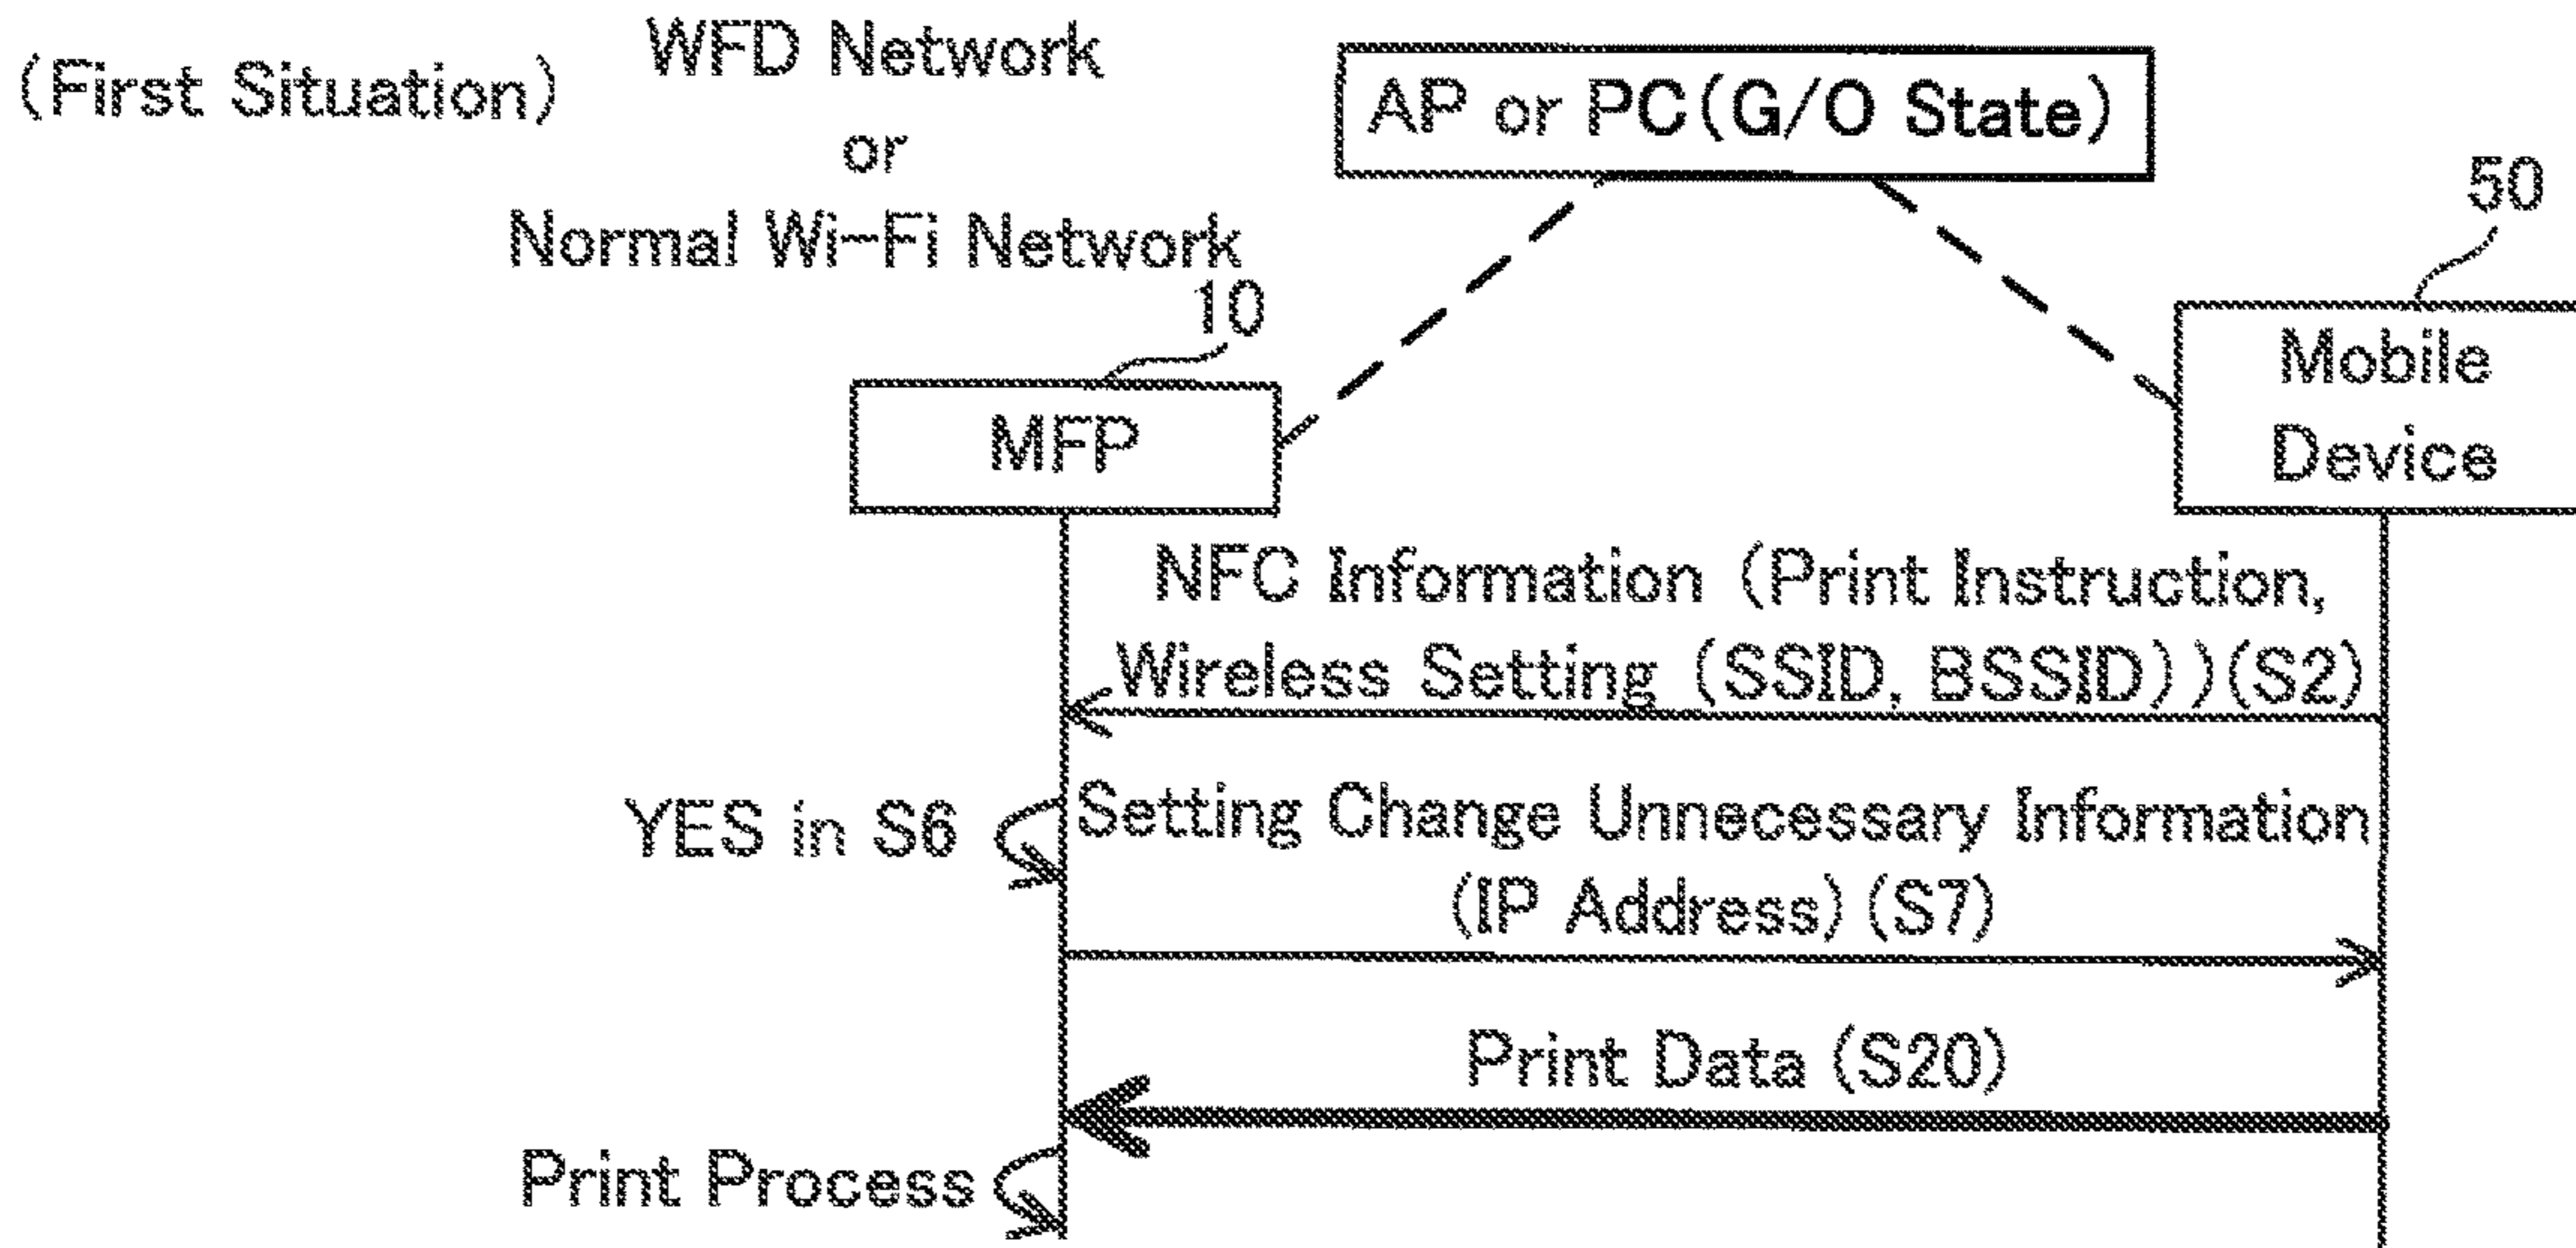 (First Situation)
WFD Network
or
Normal Wi-Fi Network
AP or PC(G/O State)
50
10
MFP
Mobile
Device
NFC Information (Print Instruction,
Wireless Setting (SSID, BSSID))(S2)
YES in S6
Setting Change Unnecessary Information
(IP Address) (S7)
Print Data (S20)
Print Process